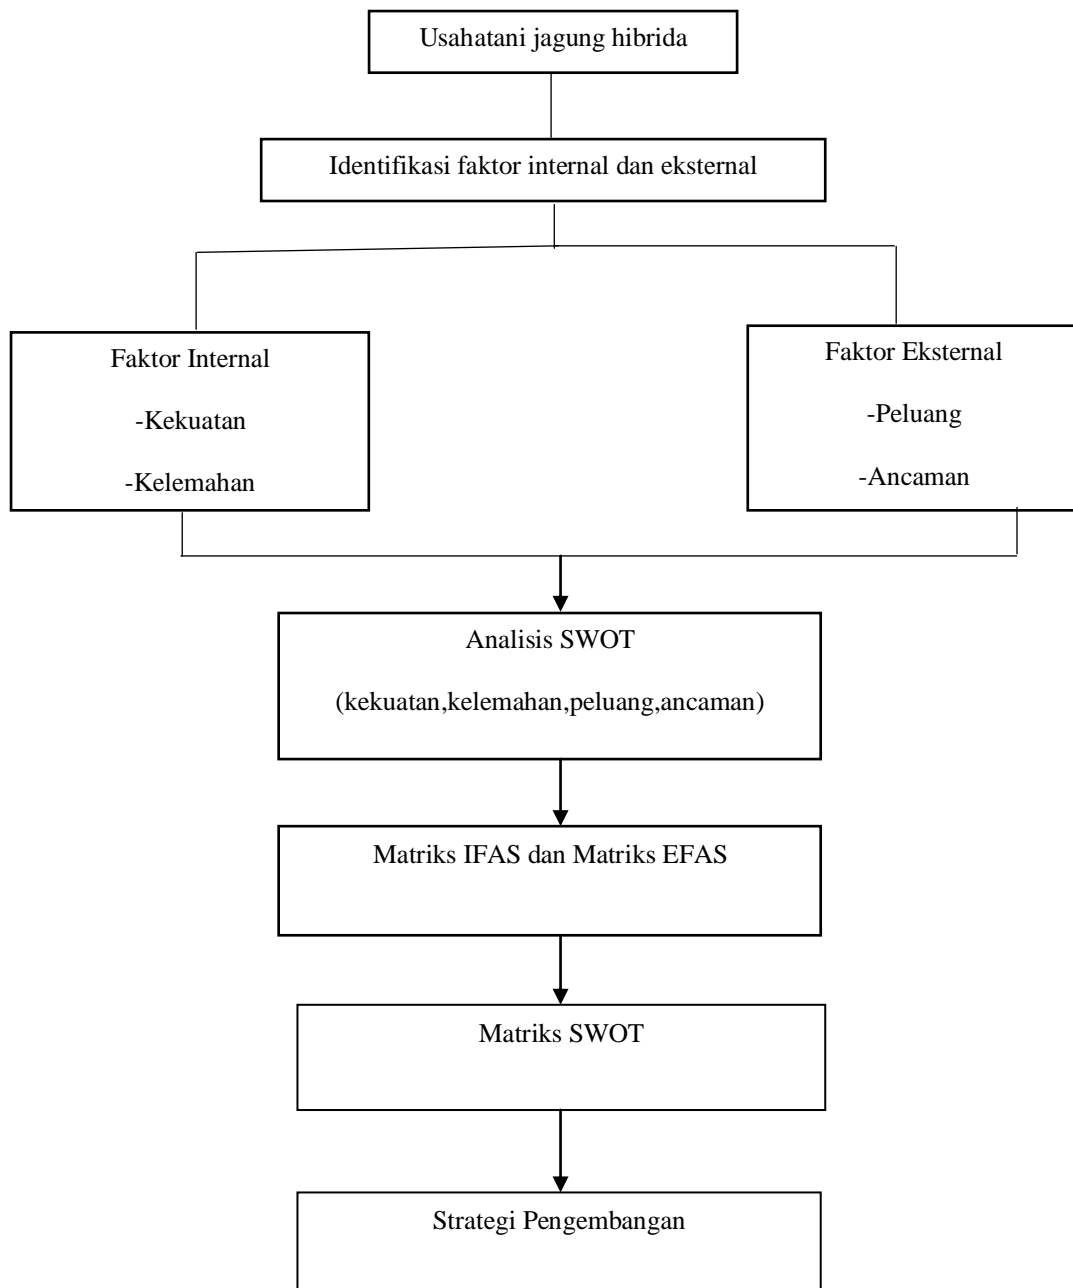 Usahatani jagung hibrida
Identifikasi faktor internal dan eksternal
Faktor Internal
-Kekuatan
-Kelemahan
Faktor Eksternal
-Peluang
-Ancaman
Analisis SWOT
(kekuatan,kelemahan,peluang,ancaman)
Matriks IFAS dan Matriks EFAS
Matriks SWOT
Strategi Pengembangan